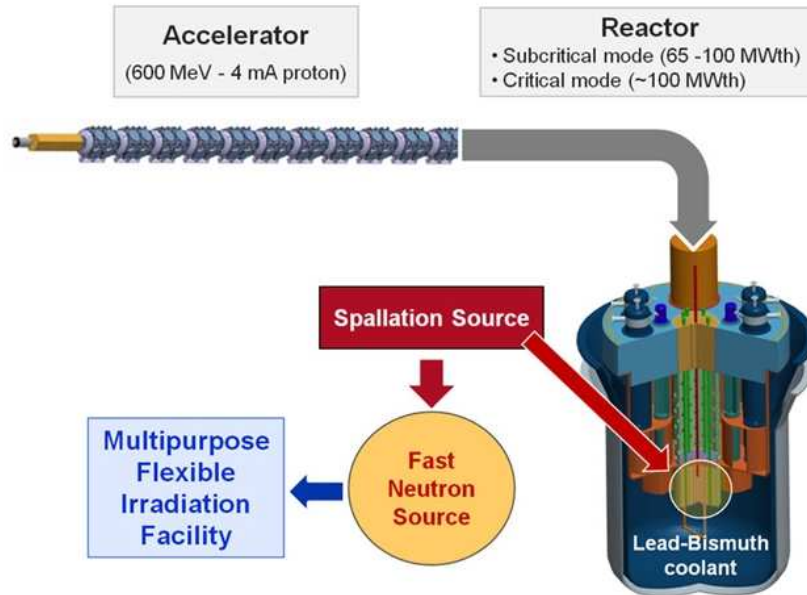 Accelerator
(600 MeV - 4 mA proton)
Reactor
• Subcritical mode (65 -100 MWth)
• Critical mode (~100 MWth)
Spallation Source
Multipurpose
Flexible
Irradiation
Facility
Fast
Neutron
Source
Lead-Bismuth
coolant